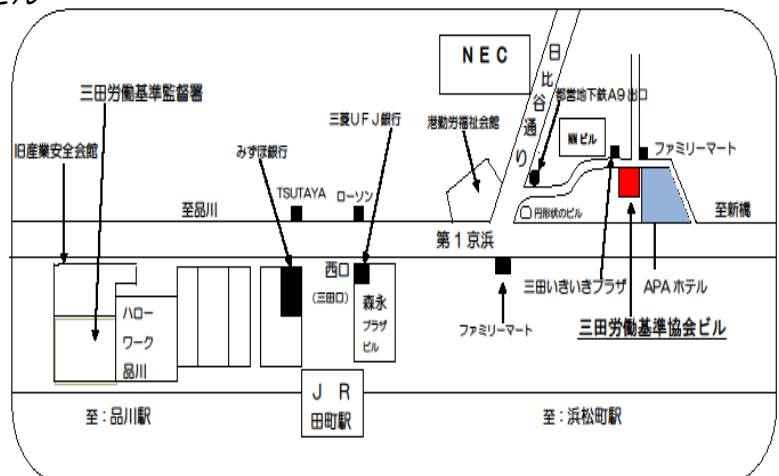 ビル
NEC
日比谷通り
三田労働基準監督署
都営地下鉄A9出口
三菱UFJ銀行
港勤労福祉会館
NNビル
ファミリーマート
旧産業安全会館
みずほ銀行
TSUTAYA
ローソン
至品川
円形状のビル
至新橋
第1京浜
西口
(三田口)
三田いきいきプラザ
APAホテル
森永
プラザ
ビル
ファミリーマート
三田労働基準協会ビル
ハロー
ワーク
品川
JR
田町駅
至:品川駅
至:浜松町駅